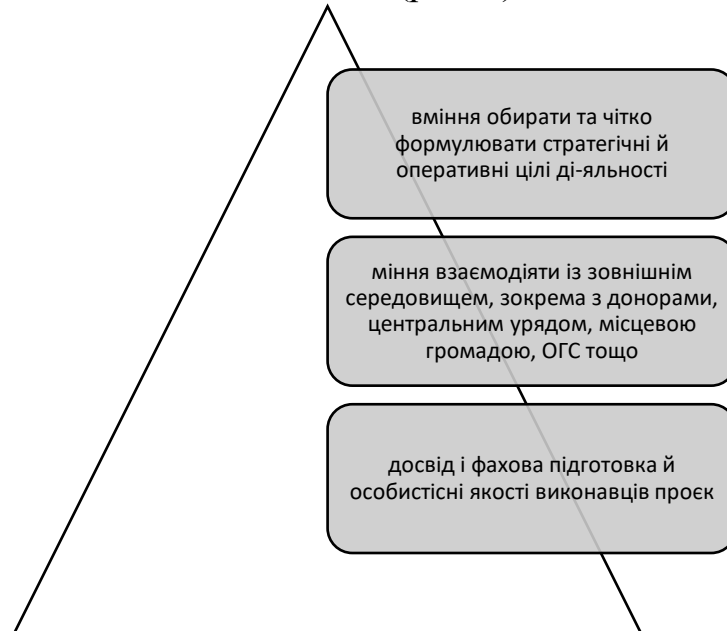 вміння обирати та чітко
формулювати стратегічні й
оперативні цілі ді-яльності
міння взаємодіяти із зовнішнім
середовищем, зокрема з донорами,
центральним урядом, місцевою
громадою, ОГС тощо
досвід і фахова підготовка й
особистісні якості виконавців проєк